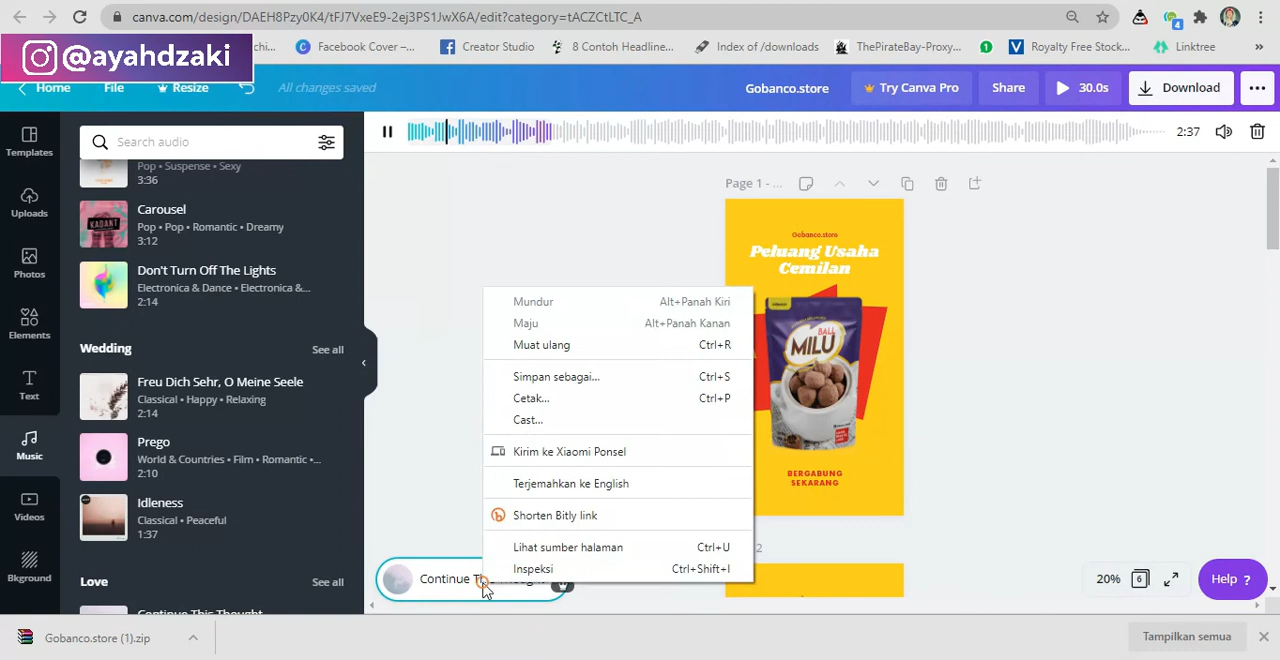 canva.com/design/DAEH8Pzy0K4/tFJ7VxeE9-2ej3PS1JwX6A/edit?category=tACZCtLTC_A
4
chi...
Facebook Cover –...
Creator Studio
8 Contoh Headline...
Index of /downloads
ThePirateBay-Proxy...
1
Royalty Free Stock...
Linktree
»
@ayahdzaki
Home
File
Resize
All changes saved
Gobanco.store
Try Canva Pro
Share
30.0s
Download
Templates
Uploads
Photos
Elements
Text
Music
Videos
Bkground
Search audio
Pop • Suspense • Sexy
3:36
Carousel
Pop • Pop • Romantic • Dreamy
3:12
Don't Turn Off The Lights
Electronica & Dance • Electronica &...
2:14
Wedding
See all
Freu Dich Sehr, O Meine Seele
Classical • Happy • Relaxing
2:14
Prego
World & Countries • Film • Romantic •...
2:10
Idleness
Classical • Peaceful
1:37
Love
See all
Continue This Thought
2:37
Page 1 - ...
Gobanco.store
Peluang Usaha
Cemilan
BALL
MILU
BERGABUNG
SEKARANG
Mundur Alt+Panah Kiri
Maju Alt+Panah Kanan
Muat ulang Ctrl+R
Simpan sebagai... Ctrl+S
Cetak... Ctrl+P
Cast...
Kirim ke Xiaomi Ponsel
Terjemahkan ke English
Shorten Bitly link
Lihat sumber halaman Ctrl+U
Inspeksi Ctrl+Shift+I
2
Continue
20%
6
Help ?
Gobanco.store (1).zip
Tampilkan semua